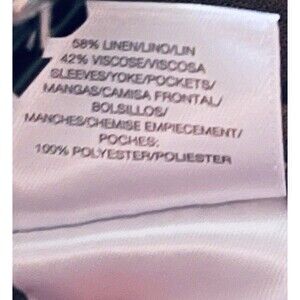 58% LINEN/LINO/LIN
42% VISCOSE/VISCOSA
SLEEVES/YOKE/POCKETS/
MANGAS/CAMISA FRONTAL/
BOLSILLOS/
MANCHES/CHEMISE EMPIECEMENT/
POCHES:
100% POLYESTER/POLIESTER